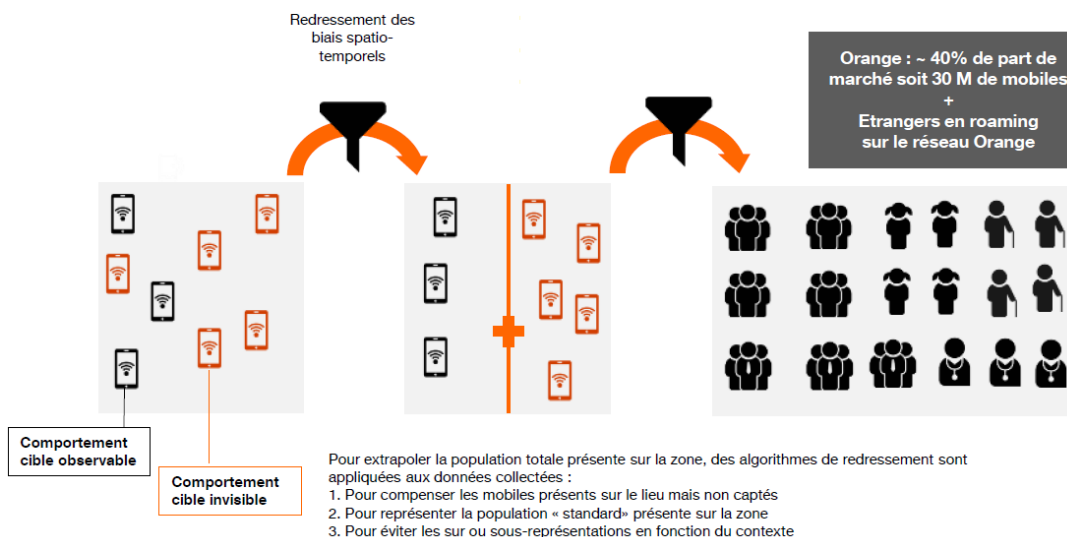 Redressement des
biais spatio-
temporels
Orange : ~ 40% de part de
marché soit 30 M de mobiles
+
Etrangers en roaming
sur le réseau Orange
Comportement
cible observable
Comportement
cible invisible
Pour extrapoler la population totale présente sur la zone, des algorithmes de redressement sont
appliquées aux données collectées :
1. Pour compenser les mobiles présents sur le lieu mais non captés
2. Pour représenter la population « standard» présente sur la zone
3. Pour éviter les sur ou sous-représentations en fonction du contexte